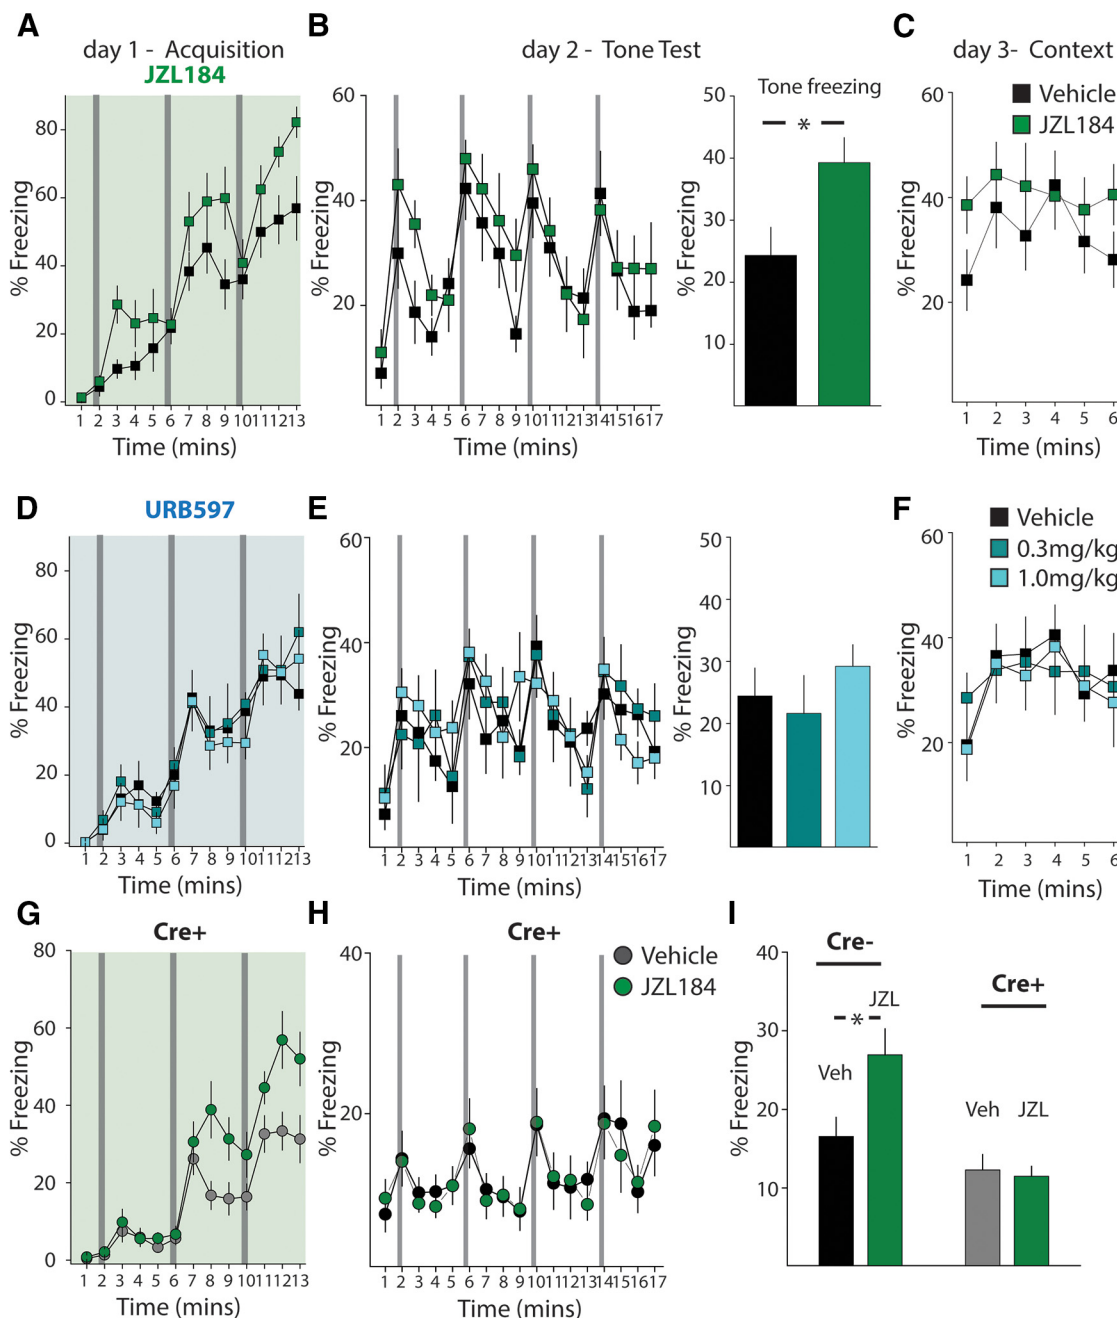 A
B
C
day 1 - Acquisition
day 2 - Tone Test
day 3- Context
JZL184
Tone freezing
*
Vehicle
JZL184
% Freezing
80
60
40
20
0
1 2 3 4 5 6 7 8 9 10 11 12 13
Time (mins)
% Freezing
60
40
20
1 2 3 4 5 6 7 8 9 10 11 12 13 14 15 16 17
Time (mins)
% Freezing
50
40
30
20
10
% Freezing
60
40
20
1 2 3 4 5 6
Time (mins)
D
E
F
URB597
Vehicle
0.3mg/kg
1.0mg/kg
% Freezing
80
60
40
20
0
1 2 3 4 5 6 7 8 9 10 11 12 13
Time (mins)
% Freezing
60
40
20
1 2 3 4 5 6 7 8 9 10 11 12 13 14 15 16 17
Time (mins)
% Freezing
50
40
30
20
10
% Freezing
60
40
20
1 2 3 4 5 6
Time (mins)
G
H
I
Cre+
Cre+
Vehicle
JZL184
% Freezing
80
60
40
20
0
1 2 3 4 5 6 7 8 9 10 11 12 13
Time (mins)
% Freezing
40
20
1 2 3 4 5 6 7 8 9 10 11 12 13 14 15 16 17
Time (mins)
% Freezing
40
30
20
10
Cre-
Cre+
JZL
*
Veh
Veh
JZL